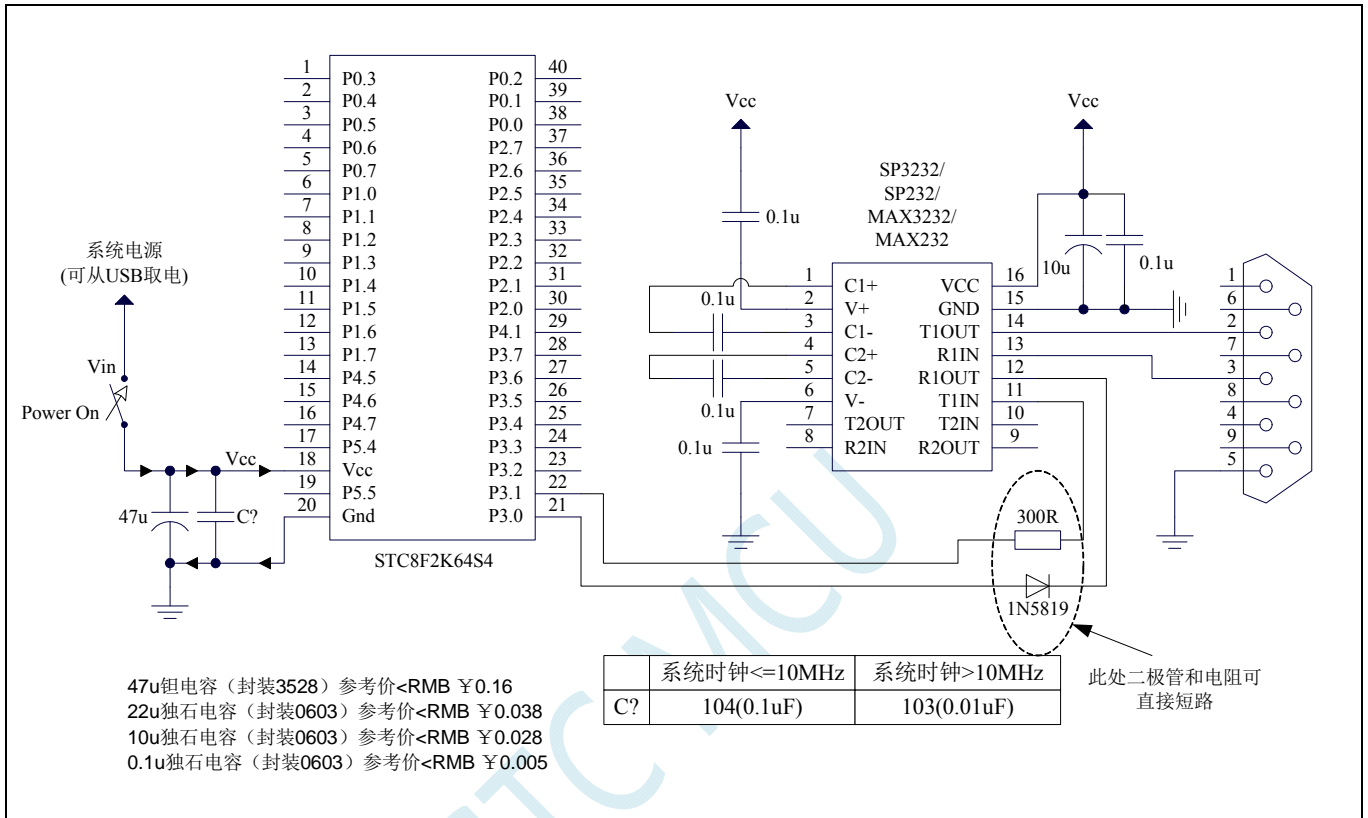 系统电源
(可从USB取电)
Vin
Power On
Vcc
47u
C?
1 P0.3 P0.2 40
2 P0.4 P0.1 39
3 P0.5 P0.0 38
4 P0.6 P2.7 37
5 P0.7 P2.6 36
6 P1.0 P2.5 35
7 P1.1 P2.4 34
8 P1.2 P2.3 33
9 P1.3 P2.2 32
10 P1.4 P2.1 31
11 P1.5 P2.0 30
12 P1.6 P4.1 29
13 P1.7 P3.7 28
14 P4.5 P3.6 27
15 P4.6 P3.5 26
16 P4.7 P3.4 25
17 P5.4 P3.3 24
18 Vcc P3.2 23
19 P5.5 P3.1 22
20 Gnd P3.0 21
STC8F2K64S4
Vcc
0.1u
0.1u
0.1u
0.1u
SP3232/
SP232/
MAX3232/
MAX232
1 C1+ VCC 16
2 V+ GND 15
3 C1- T1OUT 14
4 C2+ R1IN 13
5 C2- R1OUT 12
6 V- T1IN 11
7 T2OUT T2IN 10
8 R2IN R2OUT 9
Vcc
10u
0.1u
1
6
2
7
3
8
4
9
5
300R
1N5819
此处二极管和电阻可
直接短路
系统时钟<=10MHz 系统时钟>10MHz
C? 104(0.1uF) 103(0.01uF)
47u钽电容（封装3528）参考价<RMB ￥0.16
22u独石电容（封装0603）参考价<RMB ￥0.038
10u独石电容（封装0603）参考价<RMB ￥0.028
0.1u独石电容（封装0603）参考价<RMB ￥0.005
STC MCU